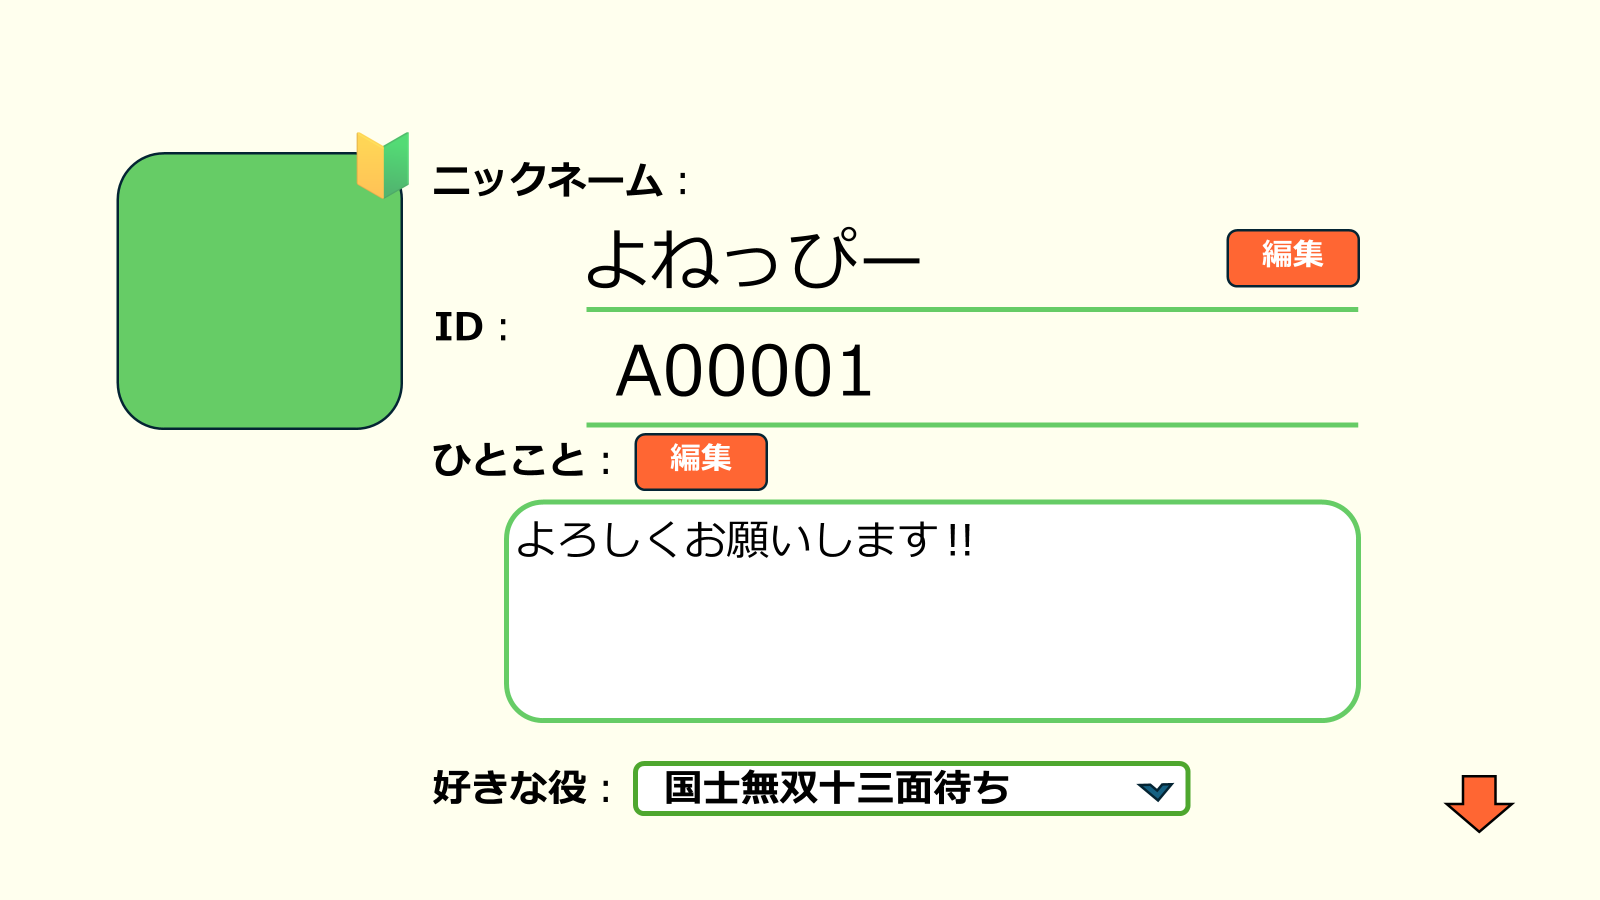 ニックネーム：
よねっぴー
編集
ID：
A00001
ひとこと：
編集
よろしくお願いします!!
好きな役：
国士無双十三面待ち